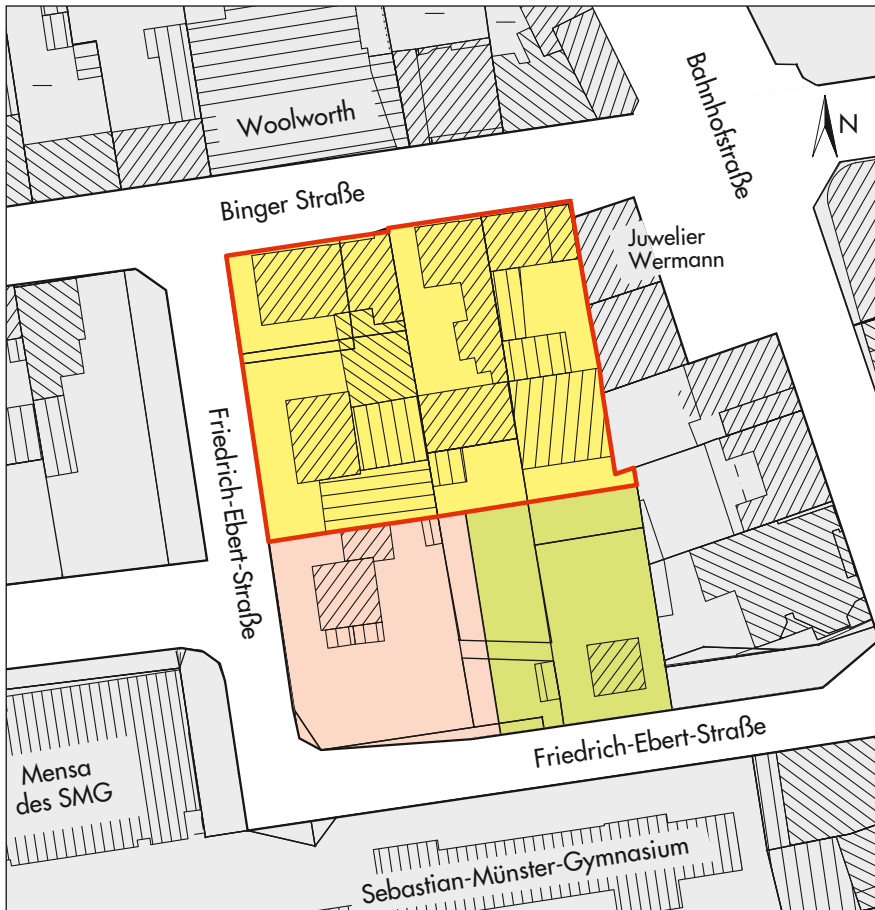 Woolworth
Bahnhofstraße
N
Binger Straße
Juwelier
Wermann
Friedrich-Ebert-Straße
Friedrich-Ebert-Straße
Mensa
des SMG
Sebastian-Münster-Gymnasium